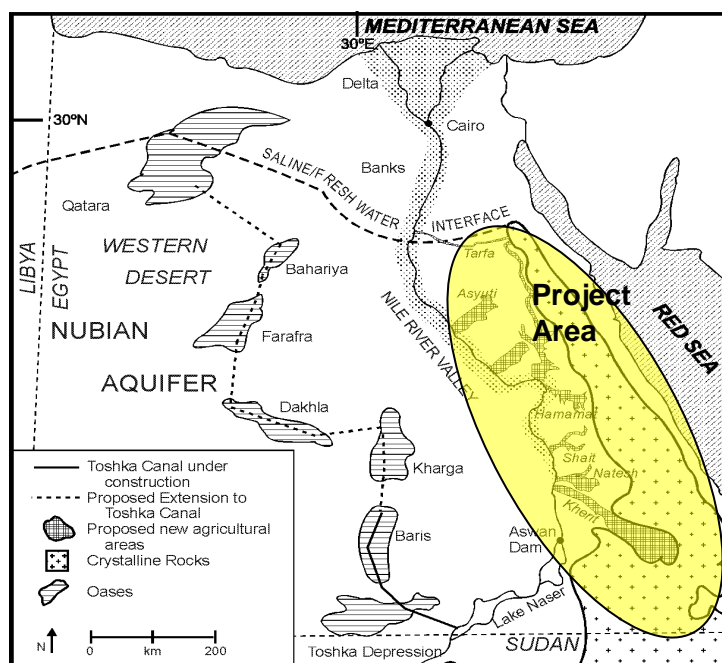 MEDITERRANEAN SEA
30ºE
Delta
30ºN
Cairo
Banks
SALINE/FRESH WATER INTERFACE
Qatara
Tarfa
WESTERN
DESERT
LIBYA
EGYPT
Bahariya
Asyuti
Project
Area
RED SEA
NUBIAN
Farafra
NILE RIVER VALLEY
AQUIFER
Dakhla
Hamamat
Kharga
Shait
Natesh
Kherit
Baris
Aswan
Dam
Lake Naser
Toshka Depression
SUDAN
Toshka Canal under
construction
Proposed Extension to
Toshka Canal
Proposed new agricultural
areas
Crystalline Rocks
Oases
N
0
km
200